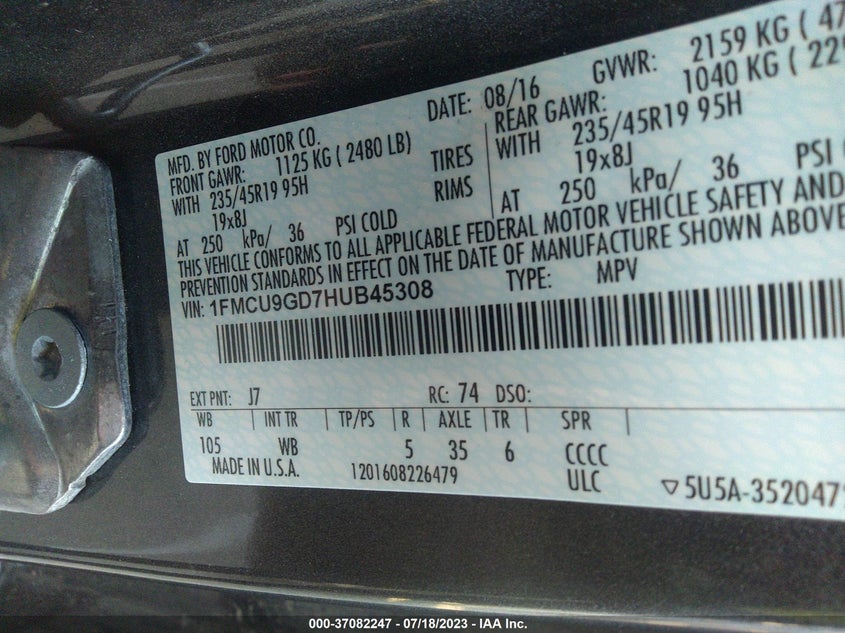 MFD. BY FORD MOTOR CO.
DATE: 08/16
GVWR: 2159 KG (
FRONT GAWR: 1125 KG ( 2480 LB)
REAR GAWR: 1040 KG (
WITH 235/45R19 95H TIRES
WITH 235/45R19 95H
19x8J RIMS
19x8J
AT 250 kPa/ 36 PSI COLD
AT 250 kPa/ 36 PSI
THIS VEHICLE CONFORMS TO ALL APPLICABLE FEDERAL MOTOR VEHICLE SAFETY AND
PREVENTION STANDARDS IN EFFECT ON THE DATE OF MANUFACTURE SHOWN ABOVE
VIN: 1FMCU9GD7HUB45308 TYPE: MPV
EXT PNT: J7 RC: 74 DSO:
WB | INT TR | TP/PS | R | AXLE | TR | SPR |
105 WB 5 35 6 CCCC
MADE IN U.S.A. 1201608226479 ULC ▽5U5A-352047
000-37082247 - 07/18/2023 - IAA Inc.